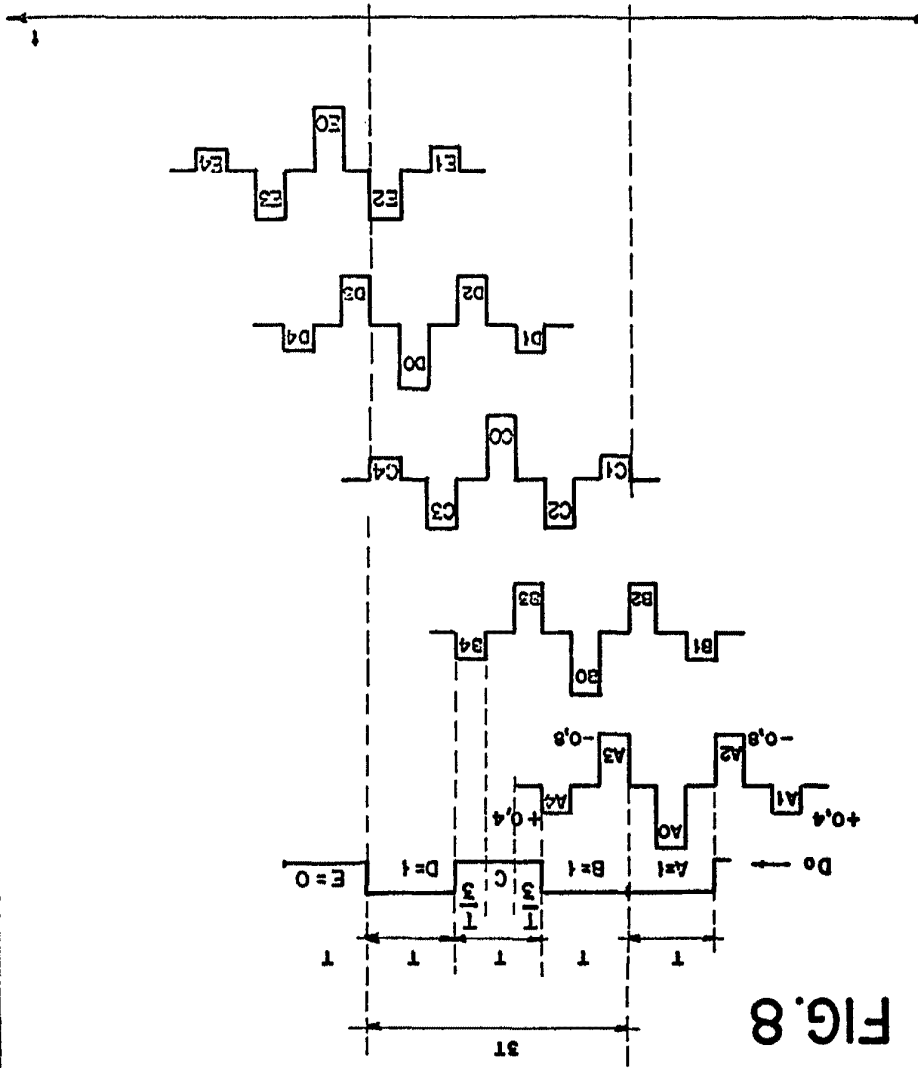 FIG. 8
3T
T T T T T
T/3 T/3
Do A=1 B=1 C D=1 E=0
+0,4 A1 A0 A4 +0,4
-0,8 A2 A3 -0,8
B1 B2 B0 B3 B4
C1 C2 C0 C3 C4
D1 D2 D0 D3 D4
E1 E2 E0 E3 E4
t